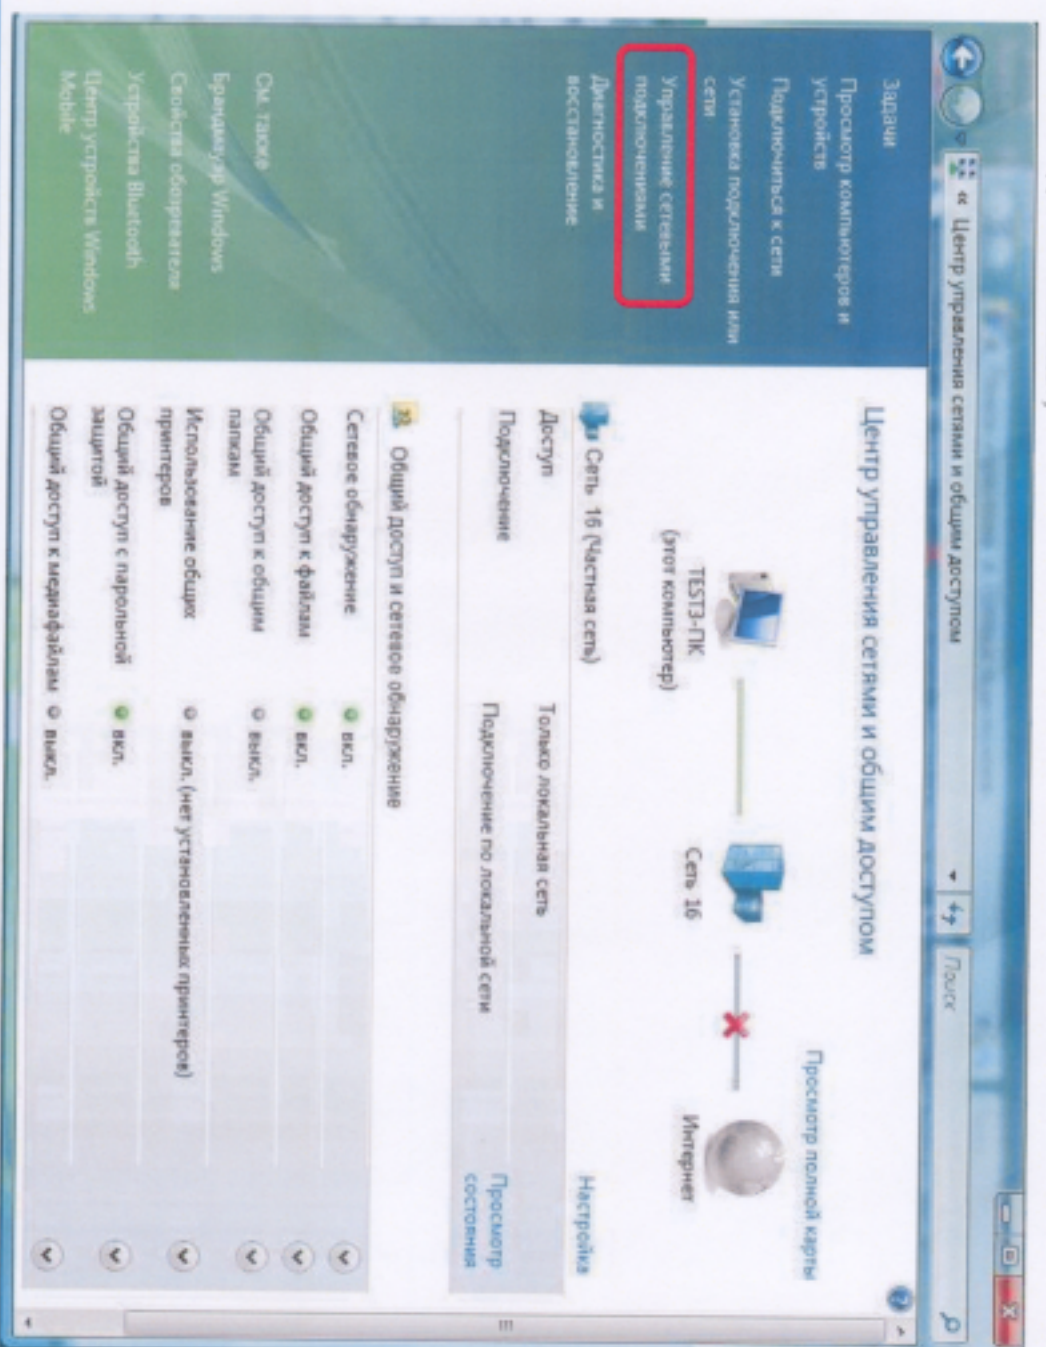 « Центр управления сетями и общим доступом
Поиск
Задачи
Просмотр компьютеров и
устройств
Подключиться к сети
Установка подключения или
сети
Управление сетевыми
подключениями
Диагностика и
восстановление
См. также
Брандмауэр Windows
Свойства обозревателя
Устройства Bluetooth
Центр устройств Windows
Mobile
Центр управления сетями и общим доступом
Просмотр полной карты
TEST3-ПК
(этот компьютер)
Сеть 16
Интернет
Сеть 16 (Частная сеть)
Настройка
Доступ
Только локальная сеть
Подключение
Подключение по локальной сети
Просмотр
состояния
Общий доступ и сетевое обнаружение
Сетевое обнаружение
вкл.
Общий доступ к файлам
вкл.
Общий доступ к общим
папкам
выкл.
Использование общих
принтеров
выкл. (нет установленных принтеров)
Общий доступ с парольной
защитой
вкл.
Общий доступ к медиафайлам
выкл.